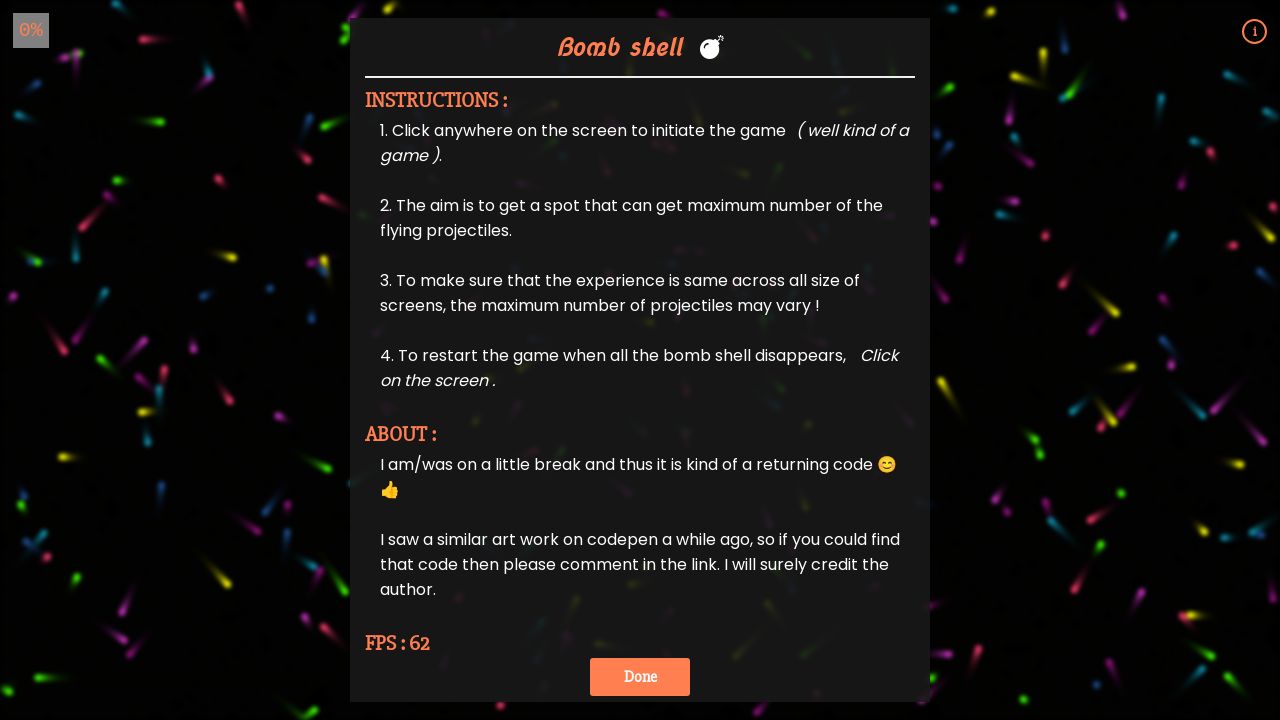 0%
i
Bomb shell 💣
INSTRUCTIONS :
1. Click anywhere on the screen to initiate the game ( well kind of a
game ).
2. The aim is to get a spot that can get maximum number of the
flying projectiles.
3. To make sure that the experience is same across all size of
screens, the maximum number of projectiles may vary !
4. To restart the game when all the bomb shell disappears, Click
on the screen .
ABOUT :
I am/was on a little break and thus it is kind of a returning code 😊
👍
I saw a similar art work on codepen a while ago, so if you could find
that code then please comment in the link. I will surely credit the
author.
FPS : 62
Done